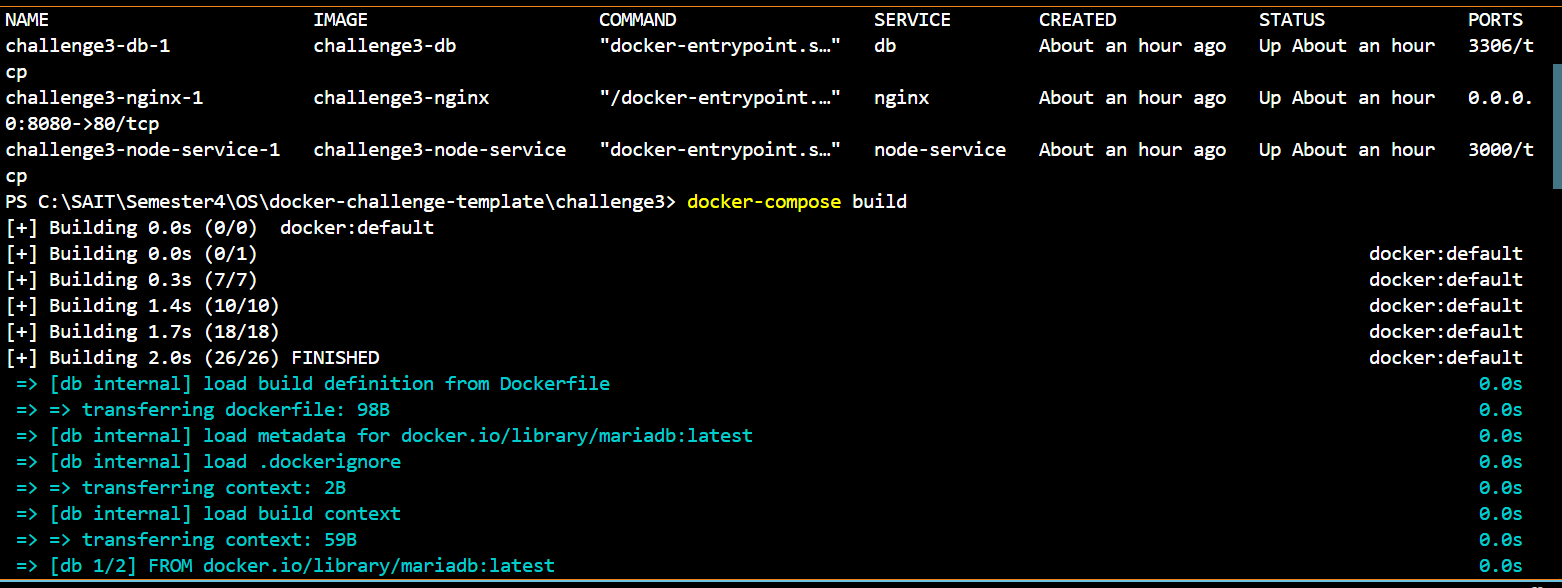 NAME IMAGE COMMAND SERVICE CREATED STATUS PORTS
challenge3-db-1 challenge3-db "docker-entrypoint.s…" db About an hour ago Up About an hour 3306/t
cp
challenge3-nginx-1 challenge3-nginx "/docker-entrypoint.…" nginx About an hour ago Up About an hour 0.0.0.
0:8080->80/tcp
challenge3-node-service-1 challenge3-node-service "docker-entrypoint.s…" node-service About an hour ago Up About an hour 3000/t
cp
PS C:\SAIT\Semester4\OS\docker-challenge-template\challenge3> docker-compose build
[+] Building 0.0s (0/0) docker:default
[+] Building 0.0s (0/1) docker:default
[+] Building 0.3s (7/7) docker:default
[+] Building 1.4s (10/10) docker:default
[+] Building 1.7s (18/18) docker:default
[+] Building 2.0s (26/26) FINISHED docker:default
=> [db internal] load build definition from Dockerfile 0.0s
=> => transferring dockerfile: 98B 0.0s
=> [db internal] load metadata for docker.io/library/mariadb:latest 0.0s
=> [db internal] load .dockerignore 0.0s
=> => transferring context: 2B 0.0s
=> [db internal] load build context 0.0s
=> => transferring context: 59B 0.0s
=> [db 1/2] FROM docker.io/library/mariadb:latest 0.0s